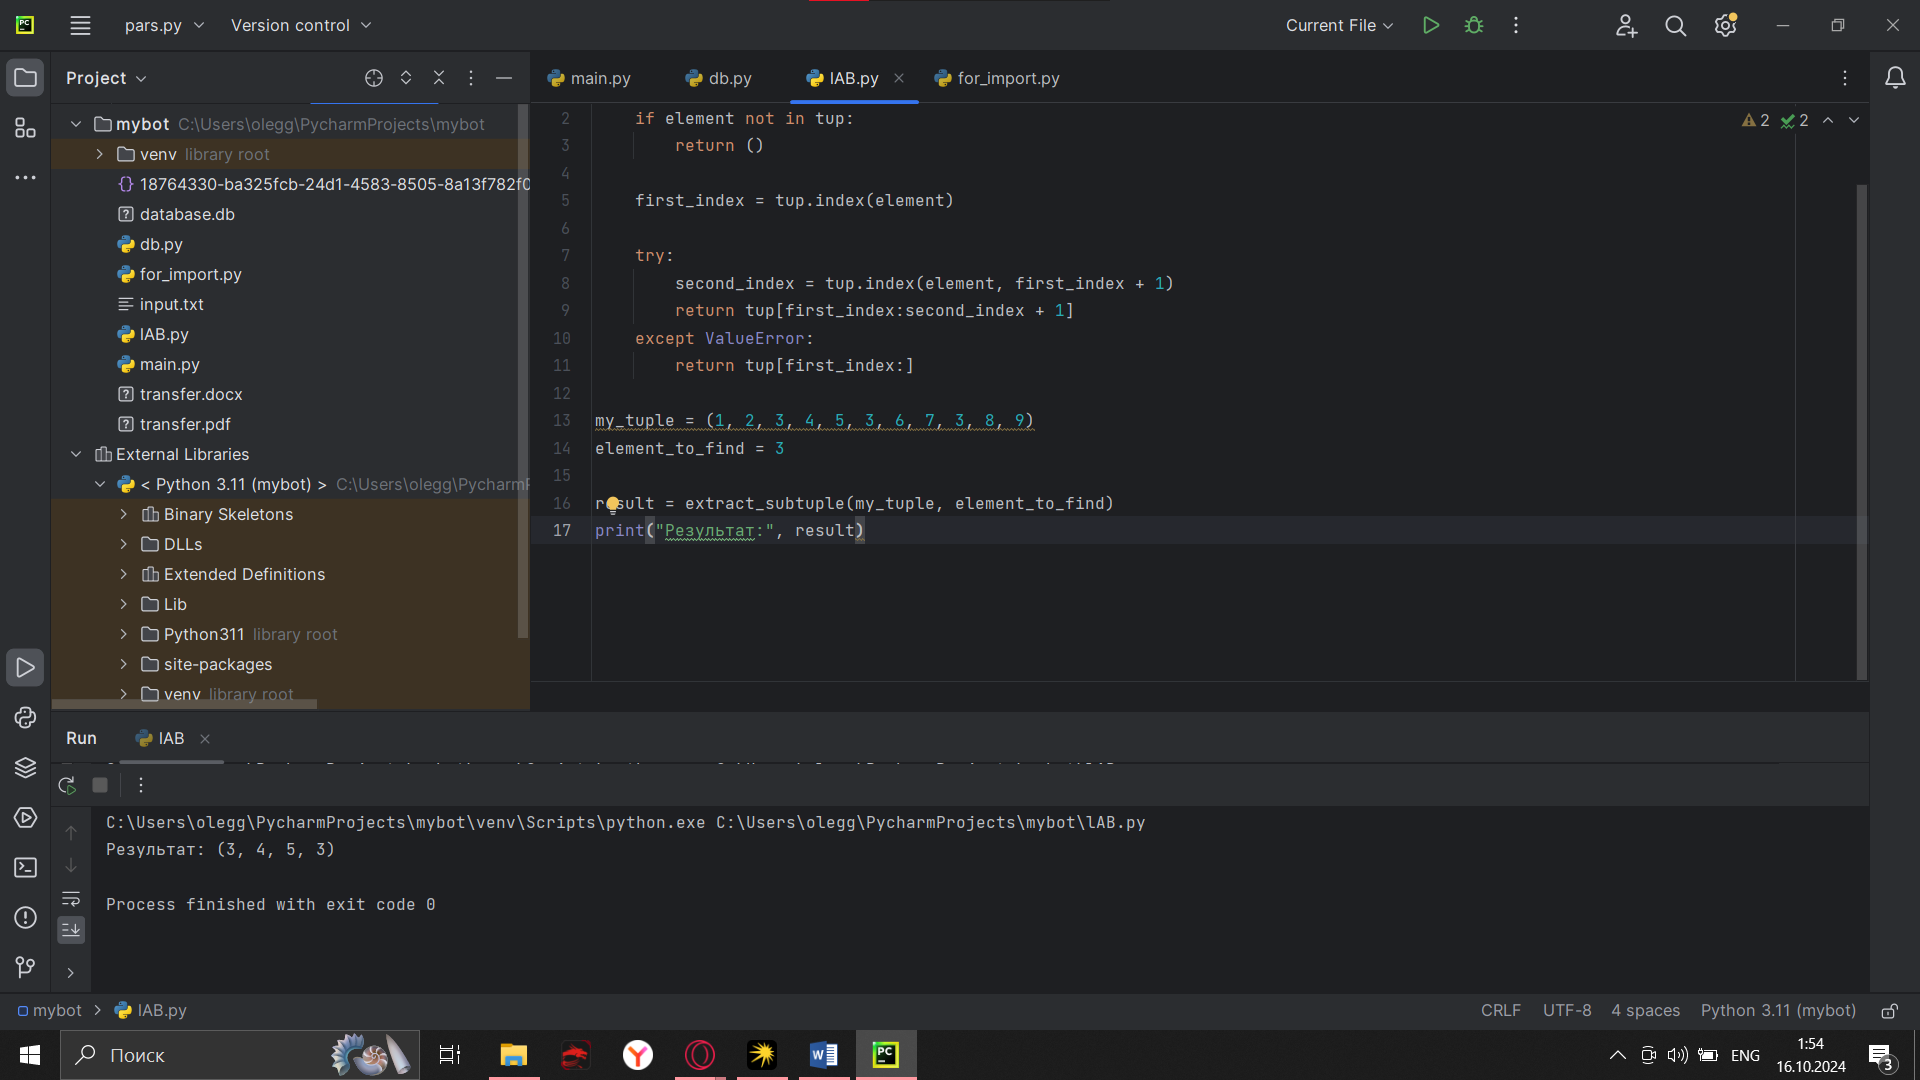 pars.py
Version control
Current File
Project
main.py
db.py
lAB.py
for_import.py
mybot C:\Users\olegg\PycharmProjects\mybot
venv library root
18764330-ba325fcb-24d1-4583-8505-8a13f782f0
database.db
db.py
for_import.py
input.txt
lAB.py
main.py
transfer.docx
transfer.pdf
External Libraries
< Python 3.11 (mybot) > C:\Users\olegg\Pycharm
Binary Skeletons
DLLs
Extended Definitions
Lib
Python311 library root
site-packages
venv library root
2 if element not in tup:
3 return ()
4
5 first_index = tup.index(element)
6
7 try:
8 second_index = tup.index(element, first_index + 1)
9 return tup[first_index:second_index + 1]
10 except ValueError:
11 return tup[first_index:]
12
13 my_tuple = (1, 2, 3, 4, 5, 3, 6, 7, 3, 8, 9)
14 element_to_find = 3
15
16 result = extract_subtuple(my_tuple, element_to_find)
17 print("Результат:", result)
2 2
Run
lAB
C:\Users\olegg\PycharmProjects\mybot\venv\Scripts\python.exe C:\Users\olegg\PycharmProjects\mybot\lAB.py
Результат: (3, 4, 5, 3)
Process finished with exit code 0
mybot > lAB.py
CRLF UTF-8 4 spaces Python 3.11 (mybot)
Поиск
ENG
1:54
16.10.2024
3